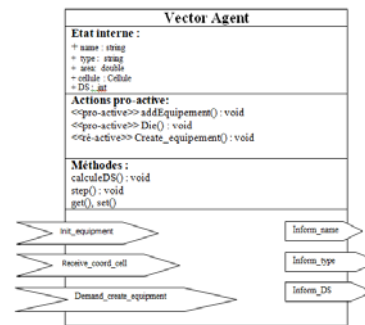 Vector Agent
Etat interne :
+ name : string
+ type : string
+ area: double
+ cellule : Cellule
+ DS : int
Actions pro-active:
<<pro-active>> addEquipement() : void
<<pro-active>> Die() : void
<<ré-active>> Create_equipement() : void
Méthodes :
calculeDS() : void
step() : void
get(), set()
Init_equipment
Inform_name
Receive_coord_cell
Inform_type
Demand_create_equipment
Inform_DS